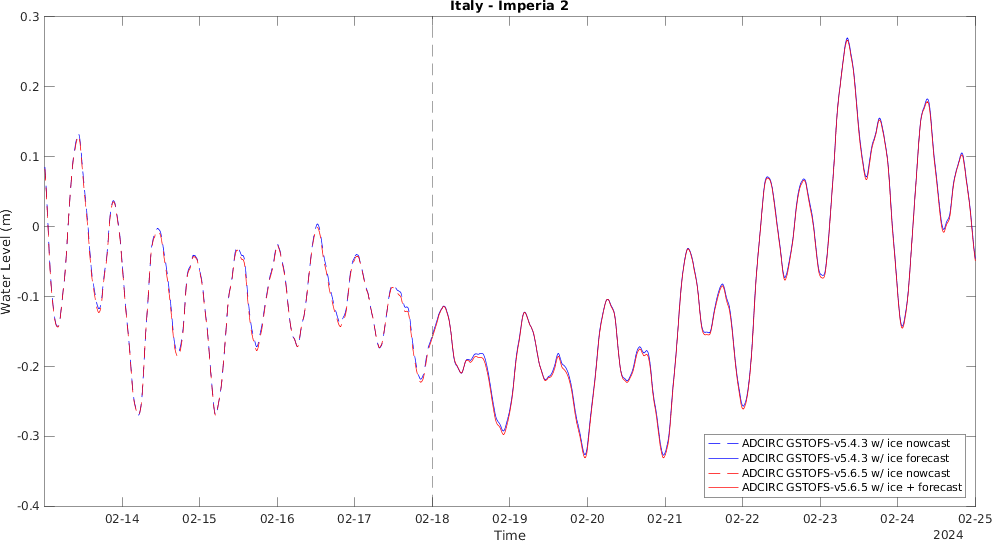 Italy - Imperia 2
0.3
0.2
0.1
0
-0.1
-0.2
-0.3
-0.4
Water Level (m)
ADCIRC GSTOFS-v5.4.3 w/ ice nowcast
ADCIRC GSTOFS-v5.4.3 w/ ice forecast
ADCIRC GSTOFS-v5.6.5 w/ ice nowcast
ADCIRC GSTOFS-v5.6.5 w/ ice + forecast
02-14 02-15 02-16 02-17 02-18 02-19 02-20 02-21 02-22 02-23 02-24 02-25
Time
2024